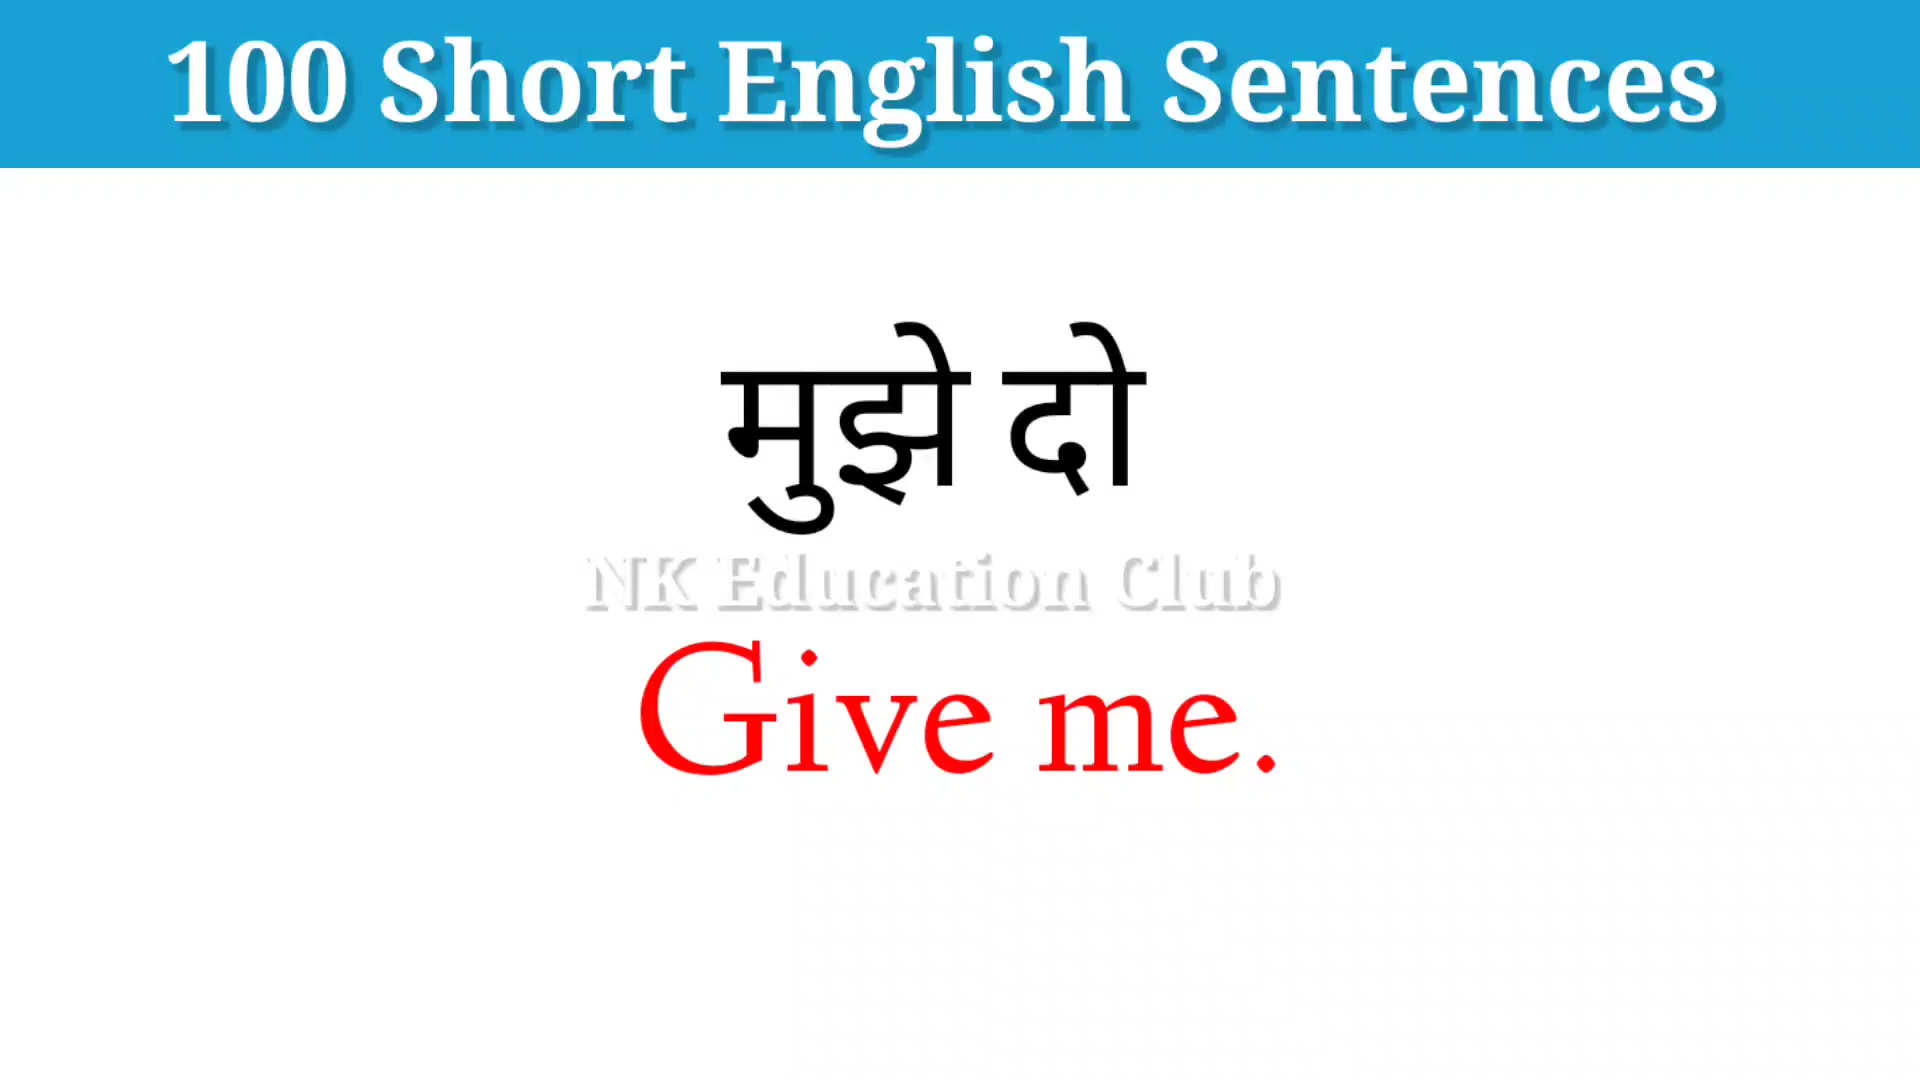 100 Short English Sentences
मुझे दो
NK Education Club
Give me.